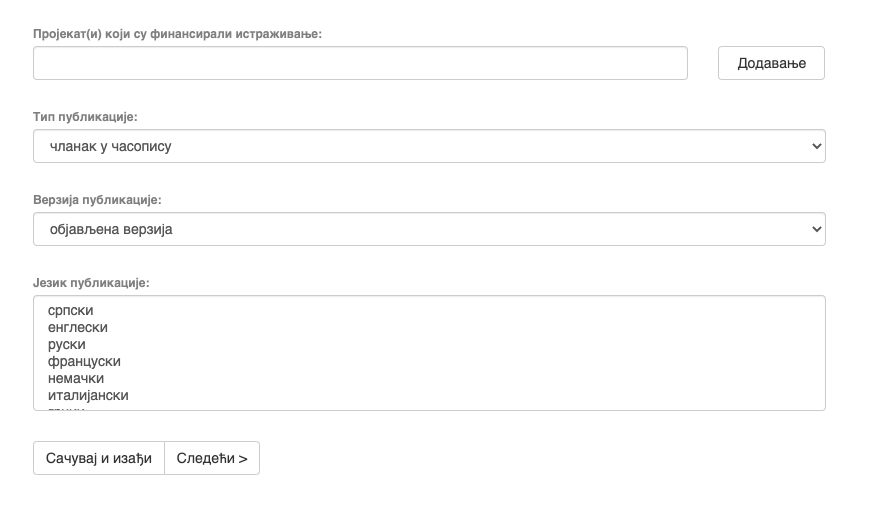 Пројекат(и) који су финансирали истраживање:
Додавање
Тип публикације:
чланак у часопису
Верзија публикације:
објављена верзија
Језик публикације:
српски
енглески
руски
француски
немачки
италијански
Сачувај и изађи
Следећи >